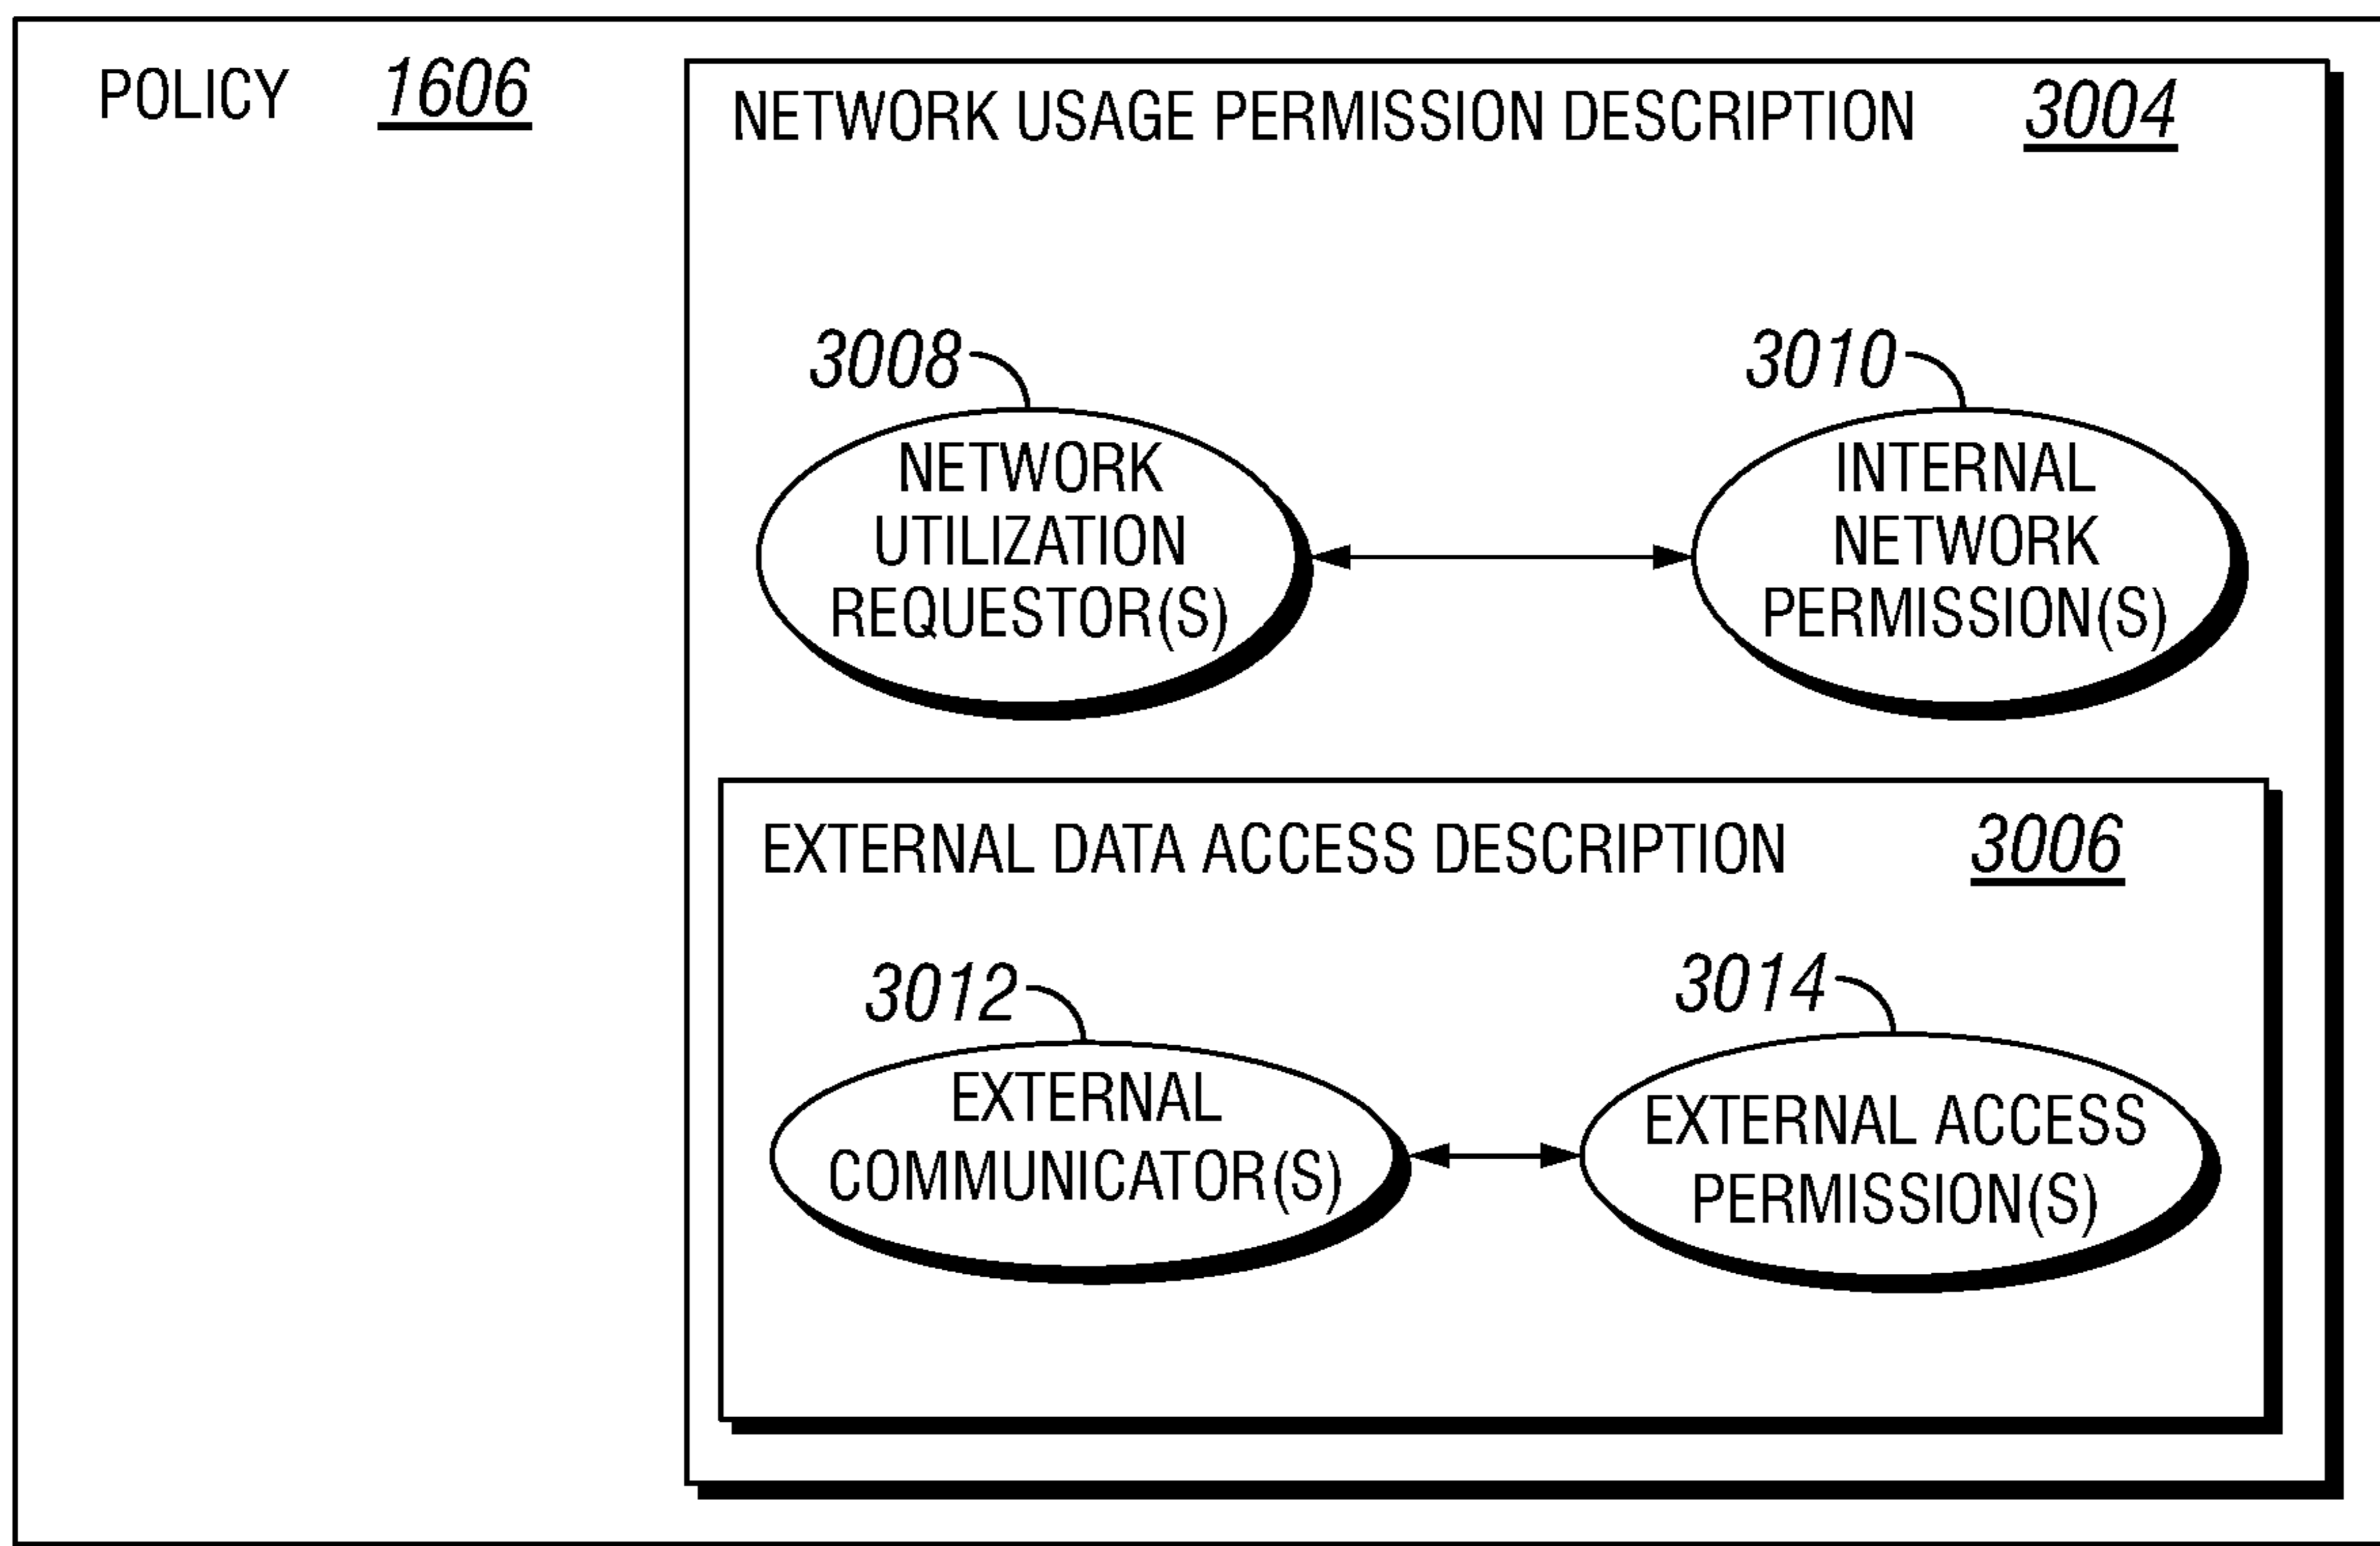 POLICY 1606
NETWORK USAGE PERMISSION DESCRIPTION 3004
3008
NETWORK
UTILIZATION
REQUESTOR(S)
3010
INTERNAL
NETWORK
PERMISSION(S)
EXTERNAL DATA ACCESS DESCRIPTION 3006
3012
EXTERNAL
COMMUNICATOR(S)
3014
EXTERNAL ACCESS
PERMISSION(S)